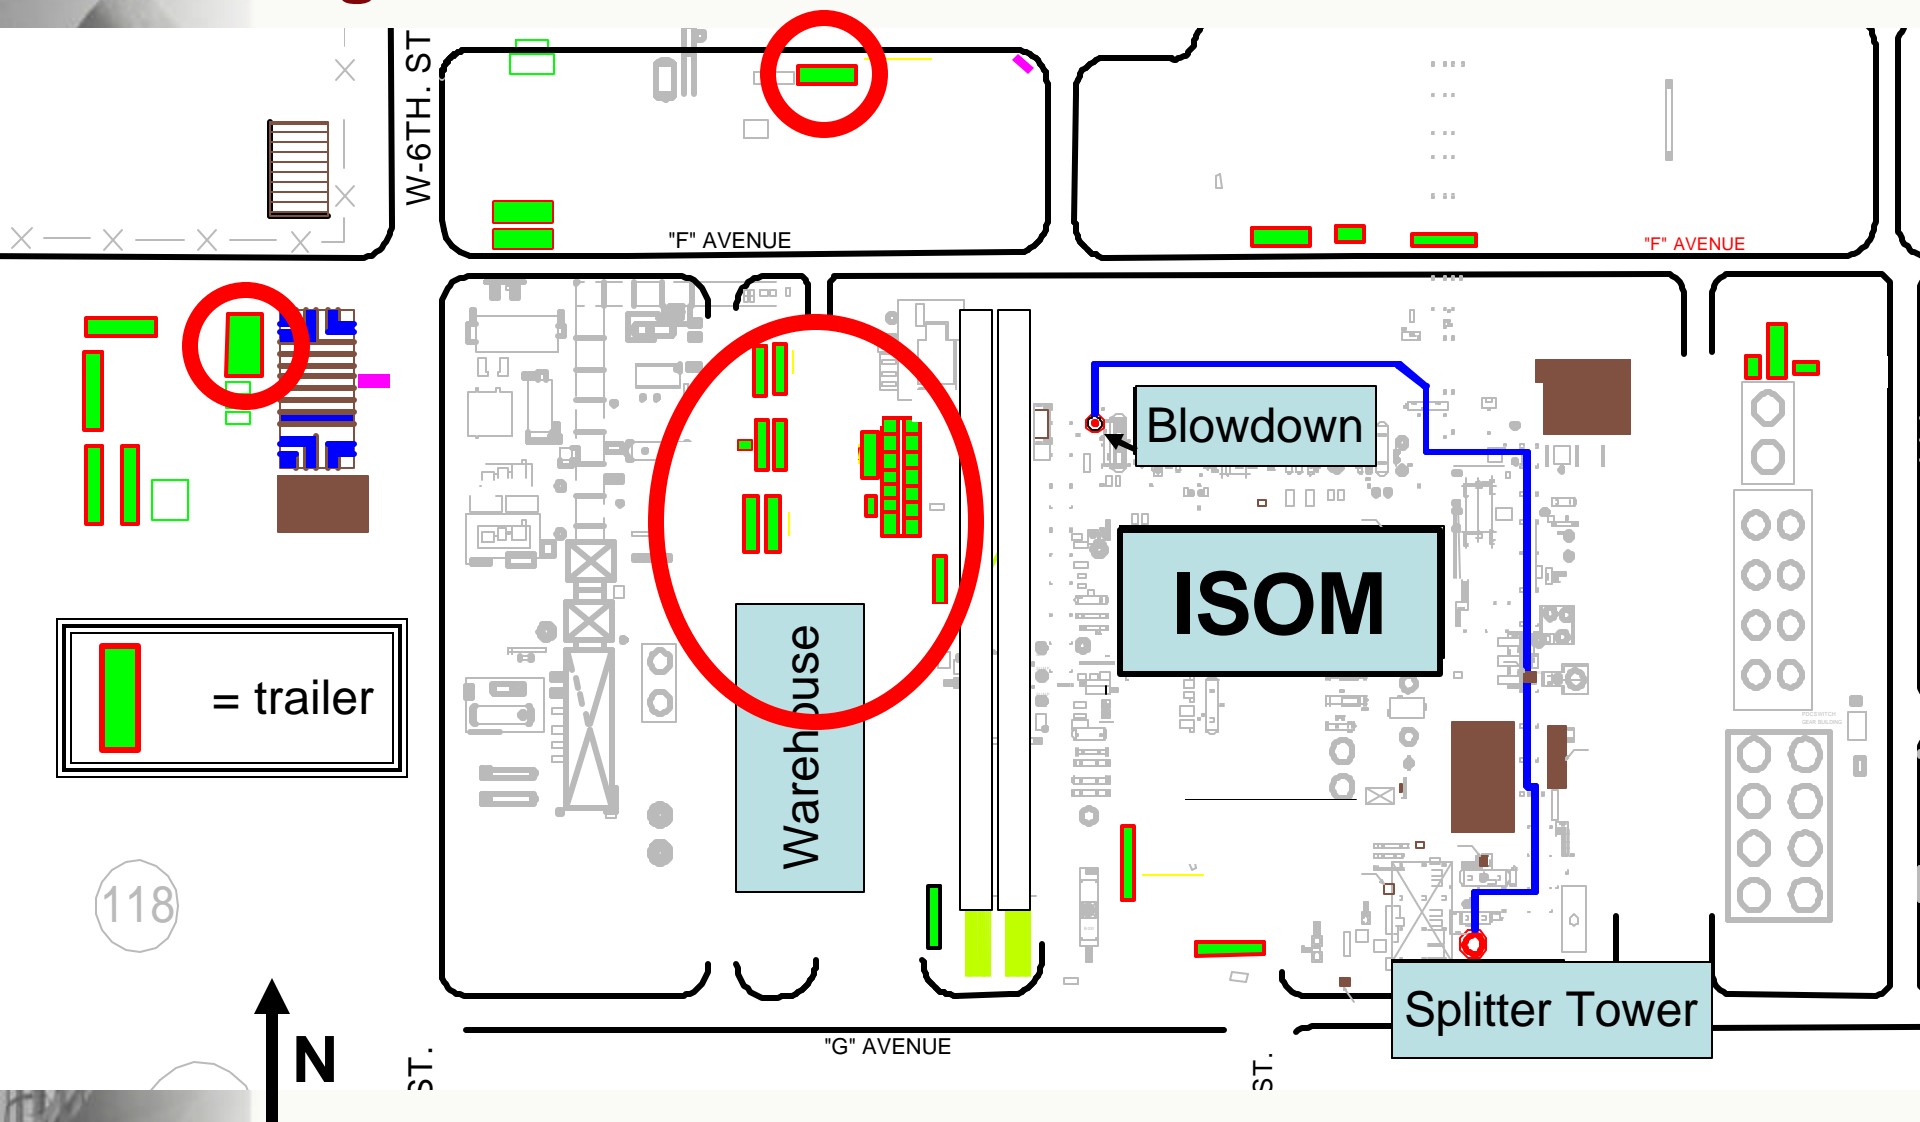 W-6TH. ST
"F" AVENUE
"F" AVENUE
Blowdown
ISOM
Warehouse
= trailer
118
Splitter Tower
"G" AVENUE
N
ST.
ST.